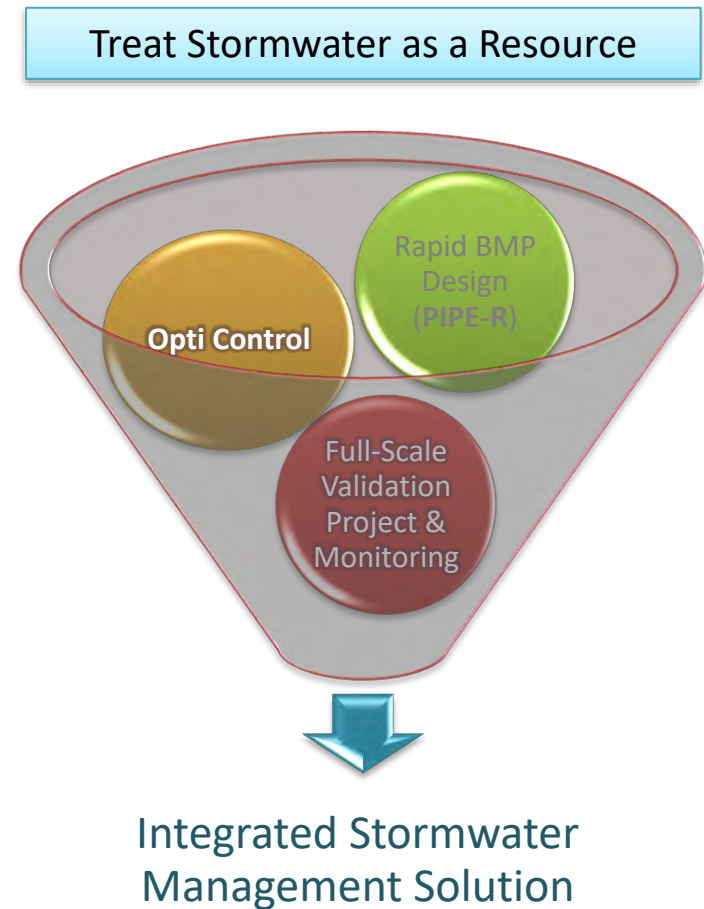 Treat Stormwater as a Resource
Rapid BMP
Design
(PIPE-R)
Opti Control
Full-Scale
Validation
Project &
Monitoring
Integrated Stormwater
Management Solution